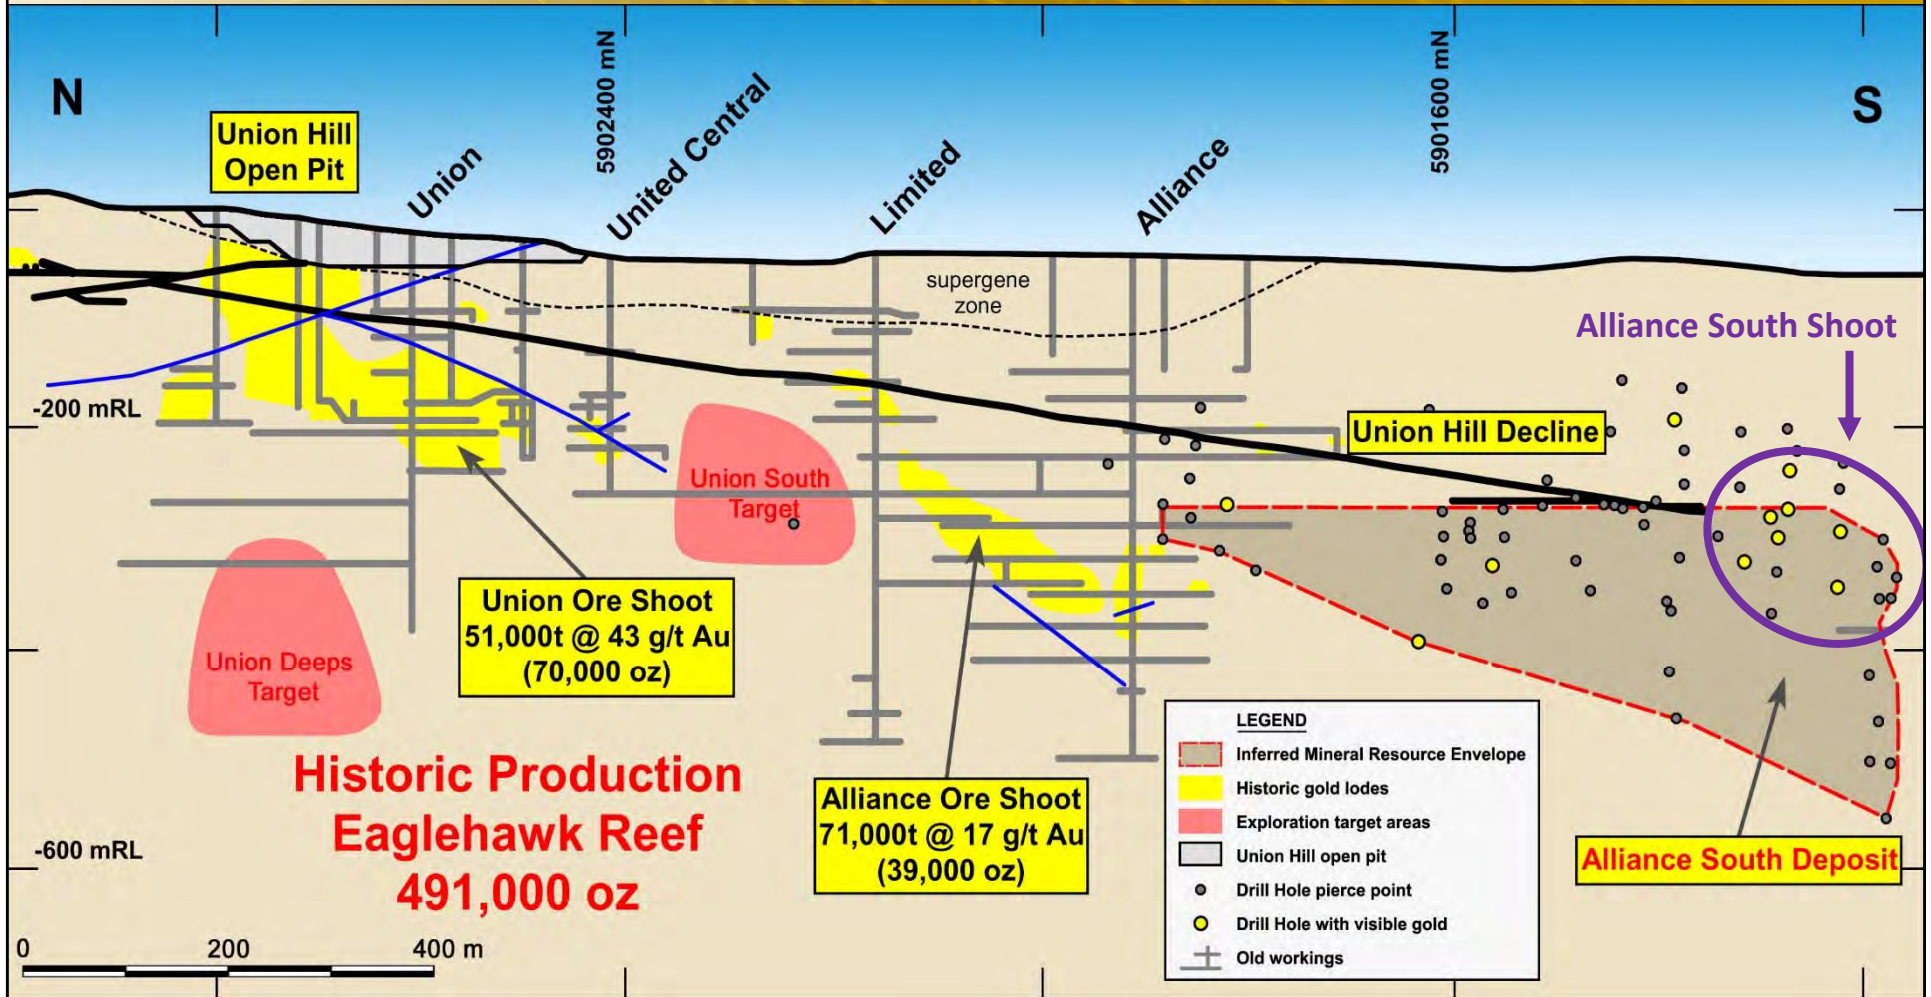 N
S
Union Hill
Open Pit
Union
5902400 mN
United Central
Limited
Alliance
5901600 mN
supergene
zone
Alliance South Shoot
-200 mRL
Union Hill Decline
Union South
Target
Union Ore Shoot
51,000t @ 43 g/t Au
(70,000 oz)
Union Deeps
Target
Historic Production
Eaglehawk Reef
491,000 oz
Alliance Ore Shoot
71,000t @ 17 g/t Au
(39,000 oz)
-600 mRL
0 200 400 m
LEGEND
Inferred Mineral Resource Envelope
Historic gold lodes
Exploration target areas
Union Hill open pit
Drill Hole pierce point
Drill Hole with visible gold
Old workings
Alliance South Deposit